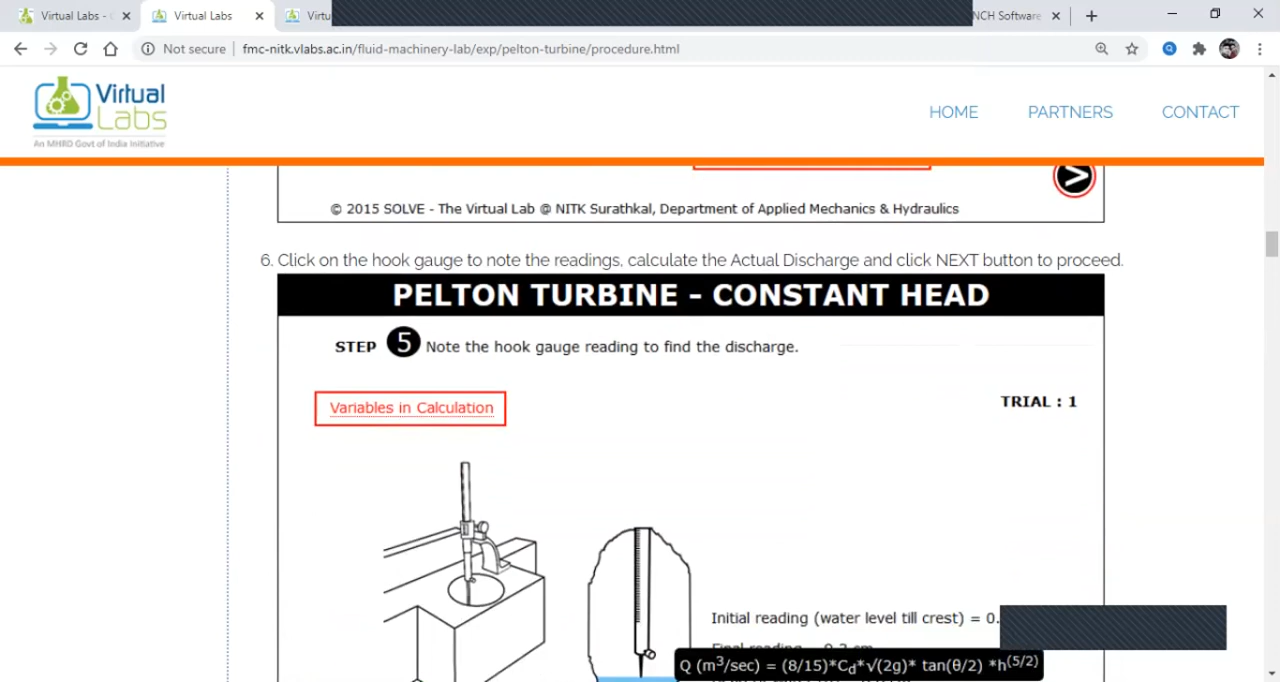 Virtual Labs -
Virtual Labs
Virtu
NCH Software
Not secure
fmc-nitk.vlabs.ac.in/fluid-machinery-lab/exp/pelton-turbine/procedure.html
Virtual
Labs
An MHRD Govt of India Initiative
HOME
PARTNERS
CONTACT
© 2015 SOLVE - The Virtual Lab @ NITK Surathkal, Department of Applied Mechanics & Hydraulics
6. Click on the hook gauge to note the readings, calculate the Actual Discharge and click NEXT button to proceed.
PELTON TURBINE - CONSTANT HEAD
STEP 5 Note the hook gauge reading to find the discharge.
Variables in Calculation
TRIAL : 1
Initial reading (water level till crest) = 0.
Q (m³/sec) = (8/15)*Cd*√(2g)* tan(θ/2) *h(5/2)